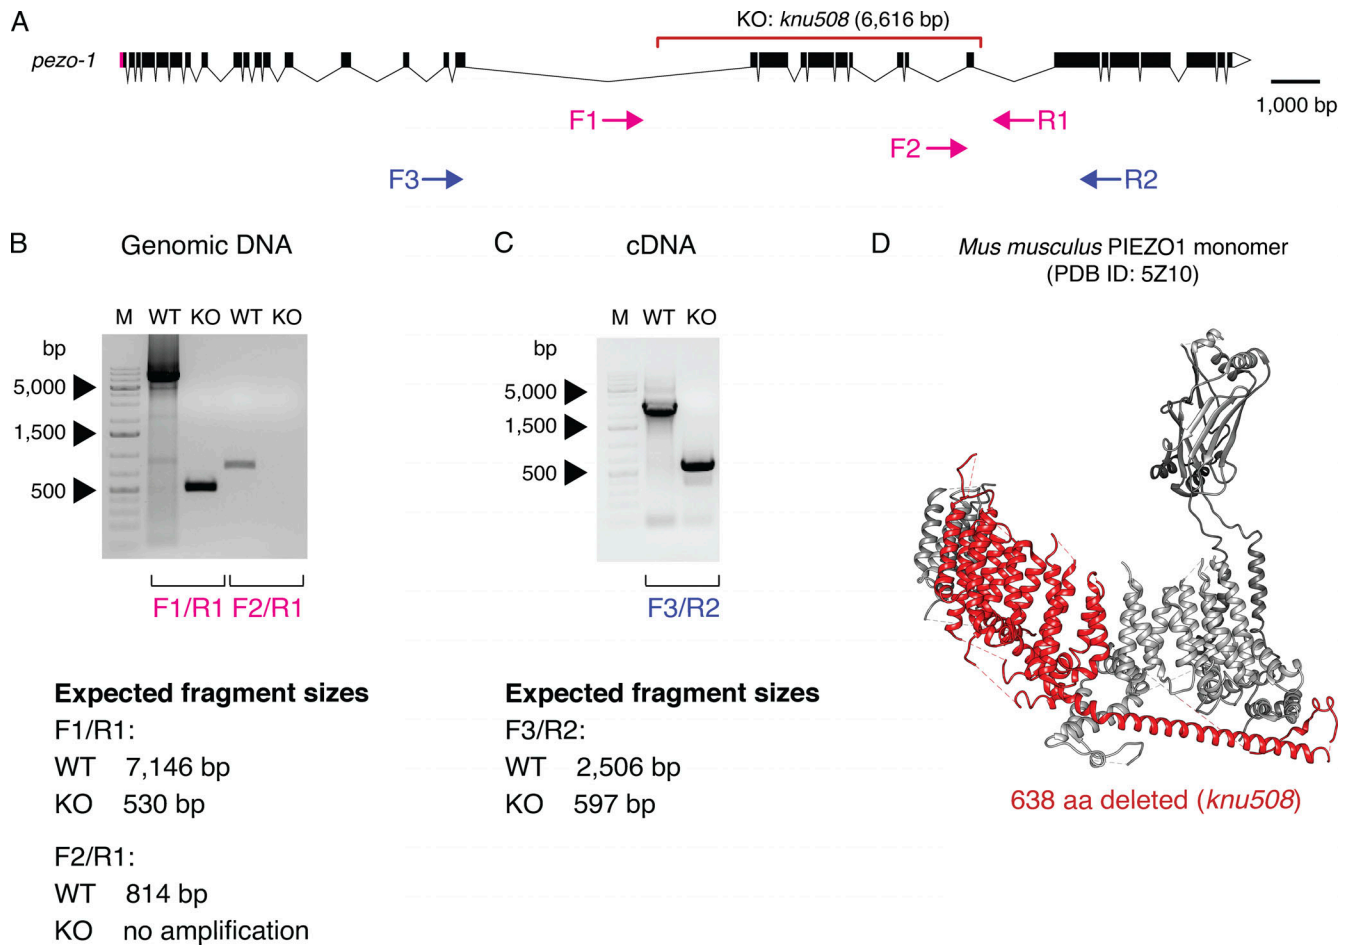 A
KO: knu508 (6,616 bp)
pezo-1
1,000 bp
F1
R1
F2
F3
R2
B
Genomic DNA
M WT KO WT KO
bp
5,000
1,500
500
F1/R1 F2/R1
Expected fragment sizes
F1/R1:
WT 7,146 bp
KO 530 bp
F2/R1:
WT 814 bp
KO no amplification
C
cDNA
M WT KO
bp
5,000
1,500
500
F3/R2
Expected fragment sizes
F3/R2:
WT 2,506 bp
KO 597 bp
D
Mus musculus PIEZO1 monomer
(PDB ID: 5Z10)
638 aa deleted (knu508)